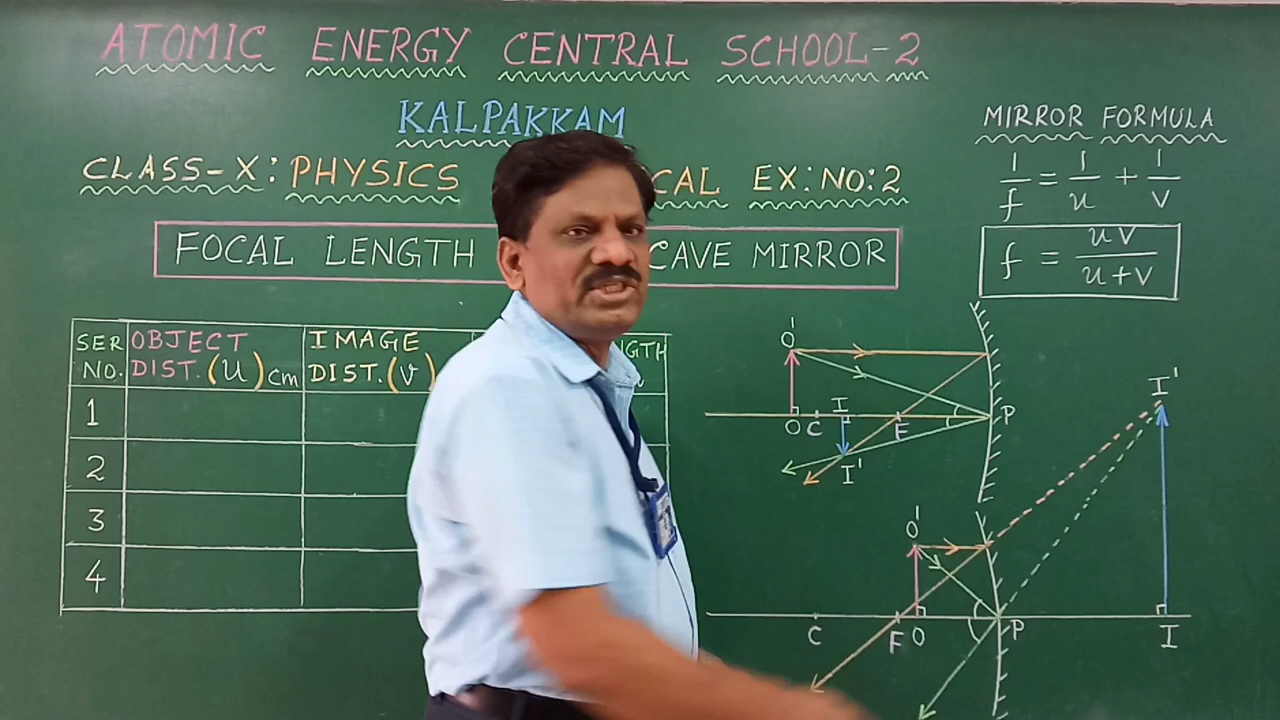 ATOMIC ENERGY CENTRAL SCHOOL-2
KALPAKKAM
CLASS-X: PHYSICS CAL EX:NO:2
FOCAL LENGTH CAVE MIRROR
SER NO.
OBJECT DIST.(u) cm
IMAGE DIST.(v)
NGTH
1
2
3
4
MIRROR FORMULA
1/f = 1/u + 1/v
f = uv/u+v
O'
O C I F P
I'
O'
I'
C F O P I